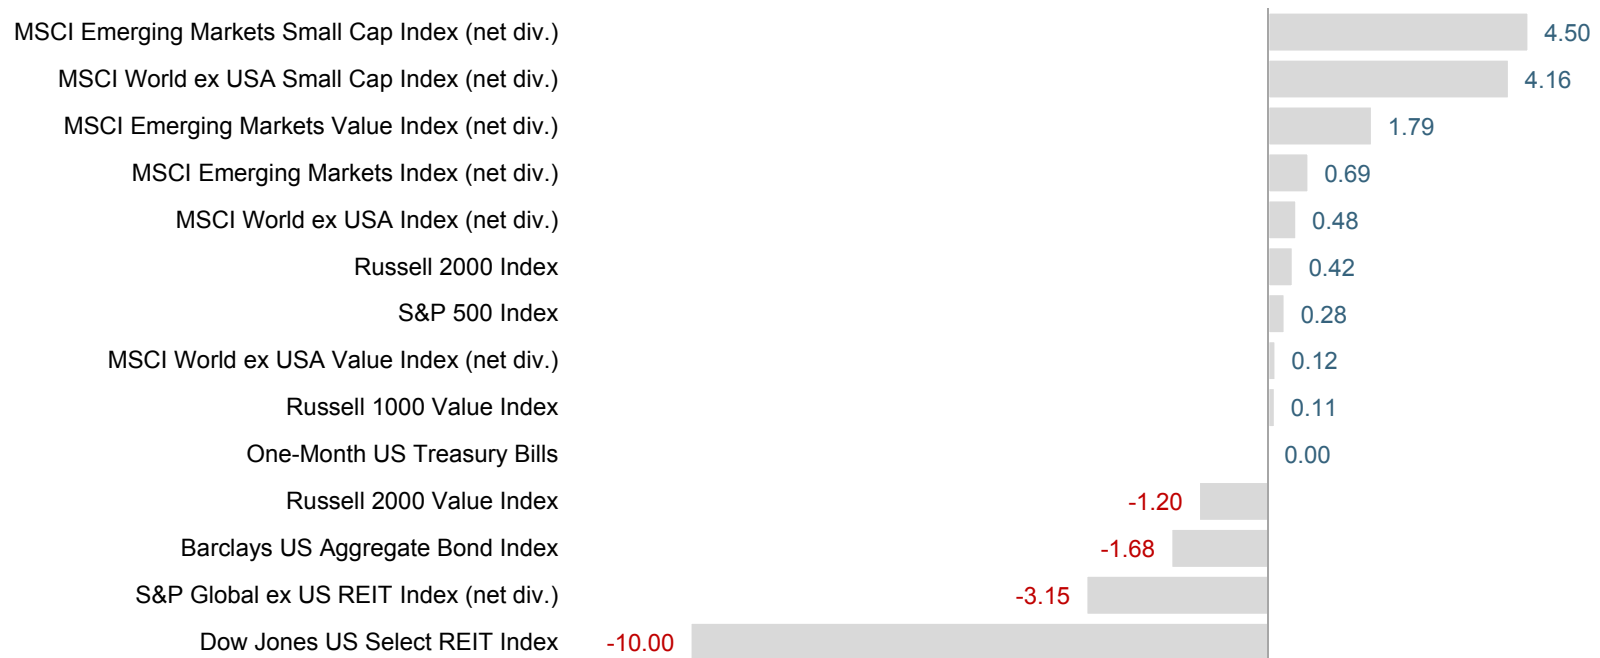 MSCI Emerging Markets Small Cap Index (net div.) 4.50
MSCI World ex USA Small Cap Index (net div.) 4.16
MSCI Emerging Markets Value Index (net div.) 1.79
MSCI Emerging Markets Index (net div.) 0.69
MSCI World ex USA Index (net div.) 0.48
Russell 2000 Index 0.42
S&P 500 Index 0.28
MSCI World ex USA Value Index (net div.) 0.12
Russell 1000 Value Index 0.11
One-Month US Treasury Bills 0.00
Russell 2000 Value Index -1.20
Barclays US Aggregate Bond Index -1.68
S&P Global ex US REIT Index (net div.) -3.15
Dow Jones US Select REIT Index -10.00